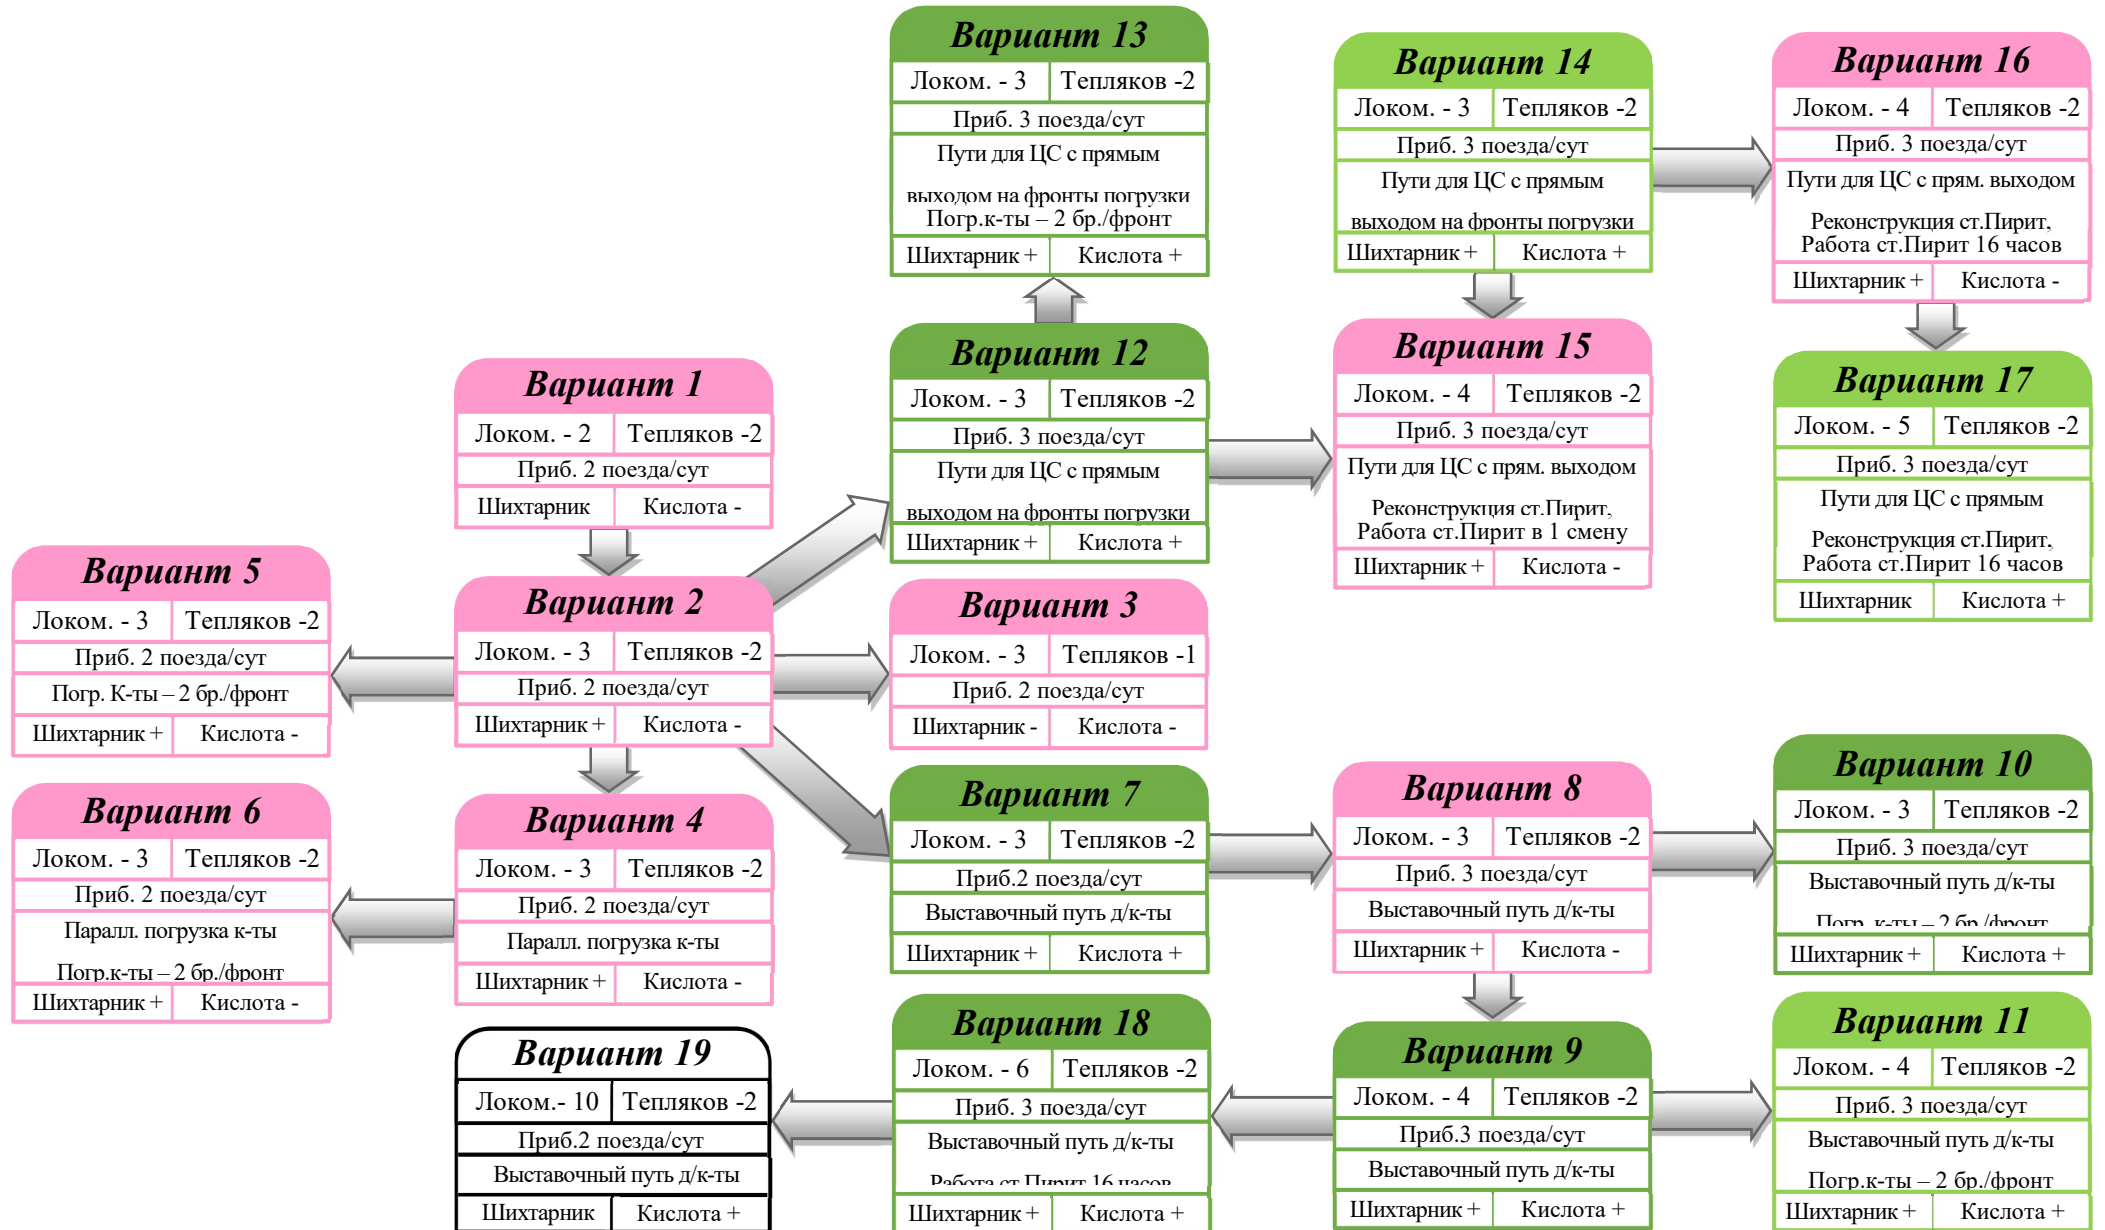 Вариант 13
Локом. - 3 Тепляков -2
Приб. 3 поезда/сут
Пути для ЦС с прямым
выходом на фронты погрузки
Погр.к-ты – 2 бр./фронт
Шихтарник + Кислота +
Вариант 14
Локом. - 3 Тепляков -2
Приб. 3 поезда/сут
Пути для ЦС с прямым
выходом на фронты погрузки
Шихтарник + Кислота +
Вариант 16
Локом. - 4 Тепляков -2
Приб. 3 поезда/сут
Пути для ЦС с прям. выходом
Реконструкция ст.Пирит,
Работа ст.Пирит 16 часов
Шихтарник + Кислота -
Вариант 1
Локом. - 2 Тепляков -2
Приб. 2 поезда/сут
Шихтарник Кислота -
Вариант 12
Локом. - 3 Тепляков -2
Приб. 3 поезда/сут
Пути для ЦС с прямым
выходом на фронты погрузки
Шихтарник + Кислота +
Вариант 15
Локом. - 4 Тепляков -2
Приб. 3 поезда/сут
Пути для ЦС с прям. выходом
Реконструкция ст.Пирит,
Работа ст.Пирит в 1 смену
Шихтарник + Кислота -
Вариант 17
Локом. - 5 Тепляков -2
Приб. 3 поезда/сут
Пути для ЦС с прямым
Реконструкция ст.Пирит,
Работа ст.Пирит 16 часов
Шихтарник Кислота +
Вариант 5
Локом. - 3 Тепляков -2
Приб. 2 поезда/сут
Погр. К-ты – 2 бр./фронт
Шихтарник + Кислота -
Вариант 2
Локом. - 3 Тепляков -2
Приб. 2 поезда/сут
Шихтарник + Кислота -
Вариант 3
Локом. - 3 Тепляков -1
Приб. 2 поезда/сут
Шихтарник - Кислота -
Вариант 6
Локом. - 3 Тепляков -2
Приб. 2 поезда/сут
Паралл. погрузка к-ты
Погр.к-ты – 2 бр./фронт
Шихтарник + Кислота -
Вариант 4
Локом. - 3 Тепляков -2
Приб. 2 поезда/сут
Паралл. погрузка к-ты
Шихтарник + Кислота -
Вариант 7
Локом. - 3 Тепляков -2
Приб.2 поезда/сут
Выставочный путь д/к-ты
Шихтарник + Кислота +
Вариант 8
Локом. - 3 Тепляков -2
Приб. 3 поезда/сут
Выставочный путь д/к-ты
Шихтарник + Кислота -
Вариант 10
Локом. - 3 Тепляков -2
Приб. 3 поезда/сут
Выставочный путь д/к-ты
Погр. к-ты – 2 бр./фронт
Шихтарник + Кислота +
Вариант 19
Локом.- 10 Тепляков -2
Приб.2 поезда/сут
Выставочный путь д/к-ты
Шихтарник Кислота +
Вариант 18
Локом. - 6 Тепляков -2
Приб. 3 поезда/сут
Выставочный путь д/к-ты
Работа ст.Пирит 16 часов
Шихтарник + Кислота +
Вариант 9
Локом. - 4 Тепляков -2
Приб.3 поезда/сут
Выставочный путь д/к-ты
Шихтарник + Кислота +
Вариант 11
Локом. - 4 Тепляков -2
Приб. 3 поезда/сут
Выставочный путь д/к-ты
Погр.к-ты – 2 бр./фронт
Шихтарник + Кислота +